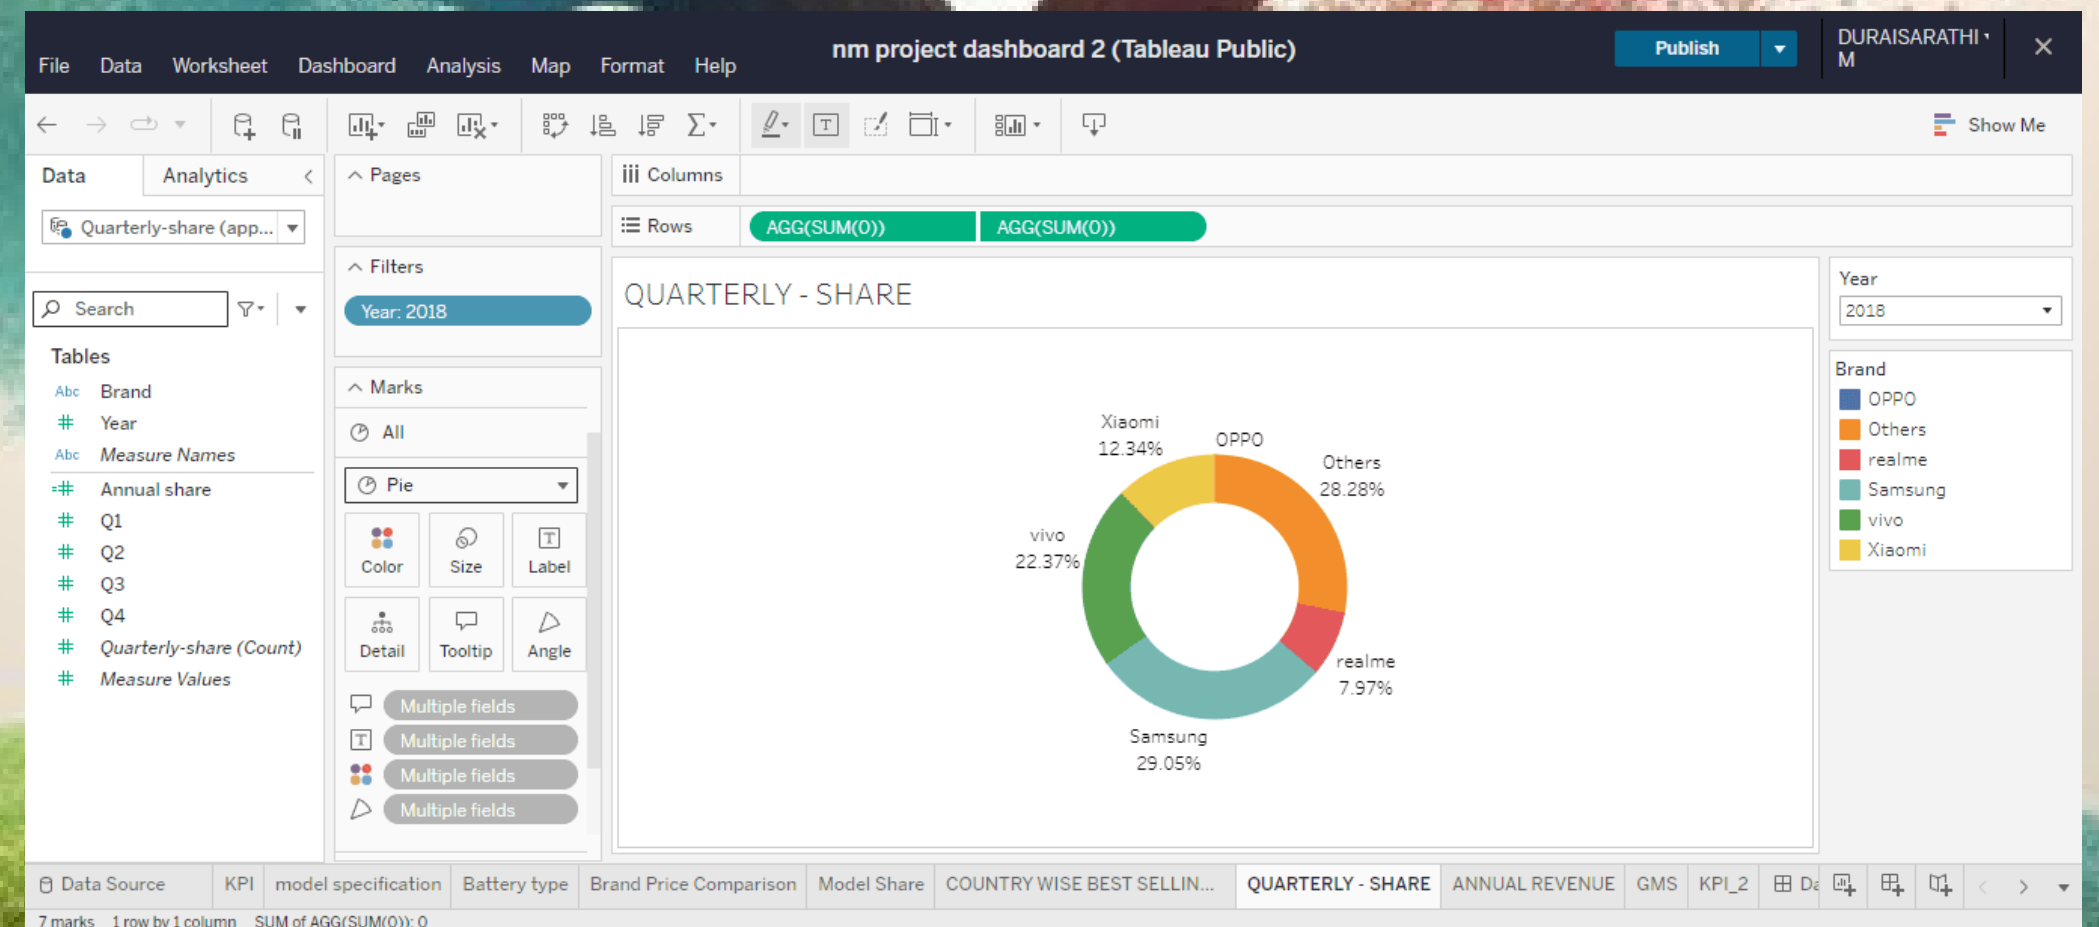 nm project dashboard 2 (Tableau Public)
Publish
DURAISARATHI
M
File Data Worksheet Dashboard Analysis Map Format Help
Show Me
Data
Analytics
Pages
Columns
Quarterly-share (app...
Rows
AGG(SUM(0))
AGG(SUM(0))
Filters
Year: 2018
Search
Tables
Abc Brand
Year
Abc Measure Names
Annual share
Q1
Q2
Q3
Q4
Quarterly-share (Count)
Measure Values
Marks
All
Pie
Color
Size
Label
Detail
Tooltip
Angle
Multiple fields
Multiple fields
Multiple fields
Multiple fields
QUARTERLY - SHARE
Xiaomi
12.34%
OPPO
Others
28.28%
vivo
22.37%
realme
7.97%
Samsung
29.05%
Year
2018
Brand
OPPO
Others
realme
Samsung
vivo
Xiaomi
Data Source
KPI
model specification
Battery type
Brand Price Comparison
Model Share
COUNTRY WISE BEST SELLIN...
QUARTERLY - SHARE
ANNUAL REVENUE
GMS
KPI_2
7 marks 1 row by 1 column SUM of AGG(SUM(0)): 0